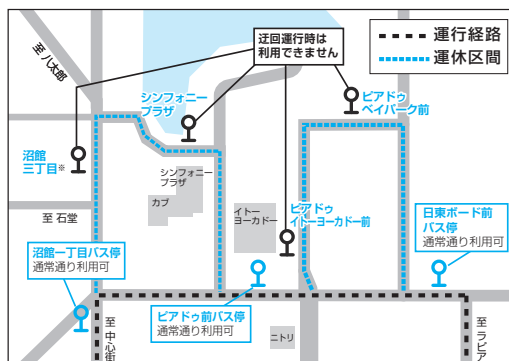 至 八太郎
迂回運行時は
利用できません
運行経路
運休区間
シンフォニー
プラザ
ピアドゥ
ベイパーク前
沼館
三丁目※
シンフォニー
プラザ
カブ
至 石堂
イトー
ヨーカドー
ピアドゥ
イトーヨーカドー前
日東ボード前
バス停
通常通り利用可
沼館一丁目バス停
通常通り利用可
ピアドゥ前バス停
通常通り利用可
至 中心街
ニトリ
至 ラピア